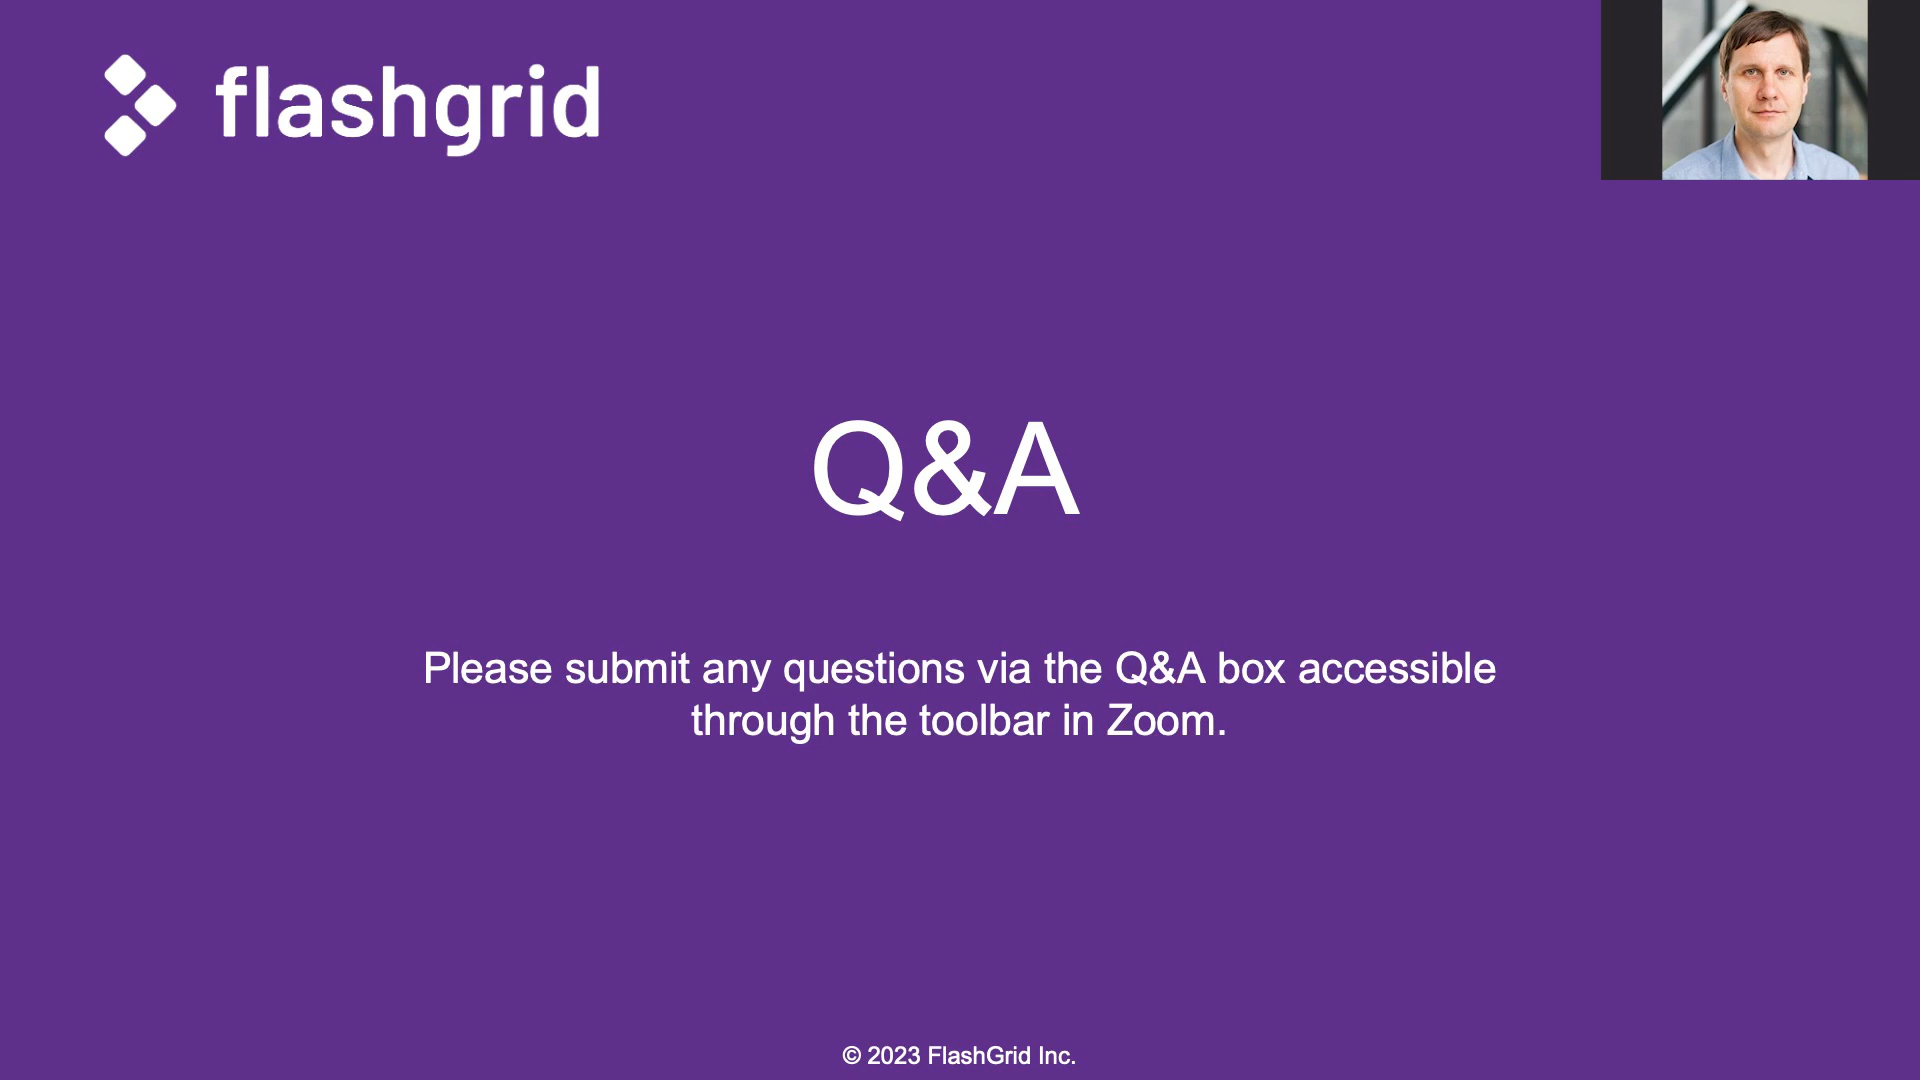 flashgrid
Q&A
Please submit any questions via the Q&A box accessible
through the toolbar in Zoom.
© 2023 FlashGrid Inc.